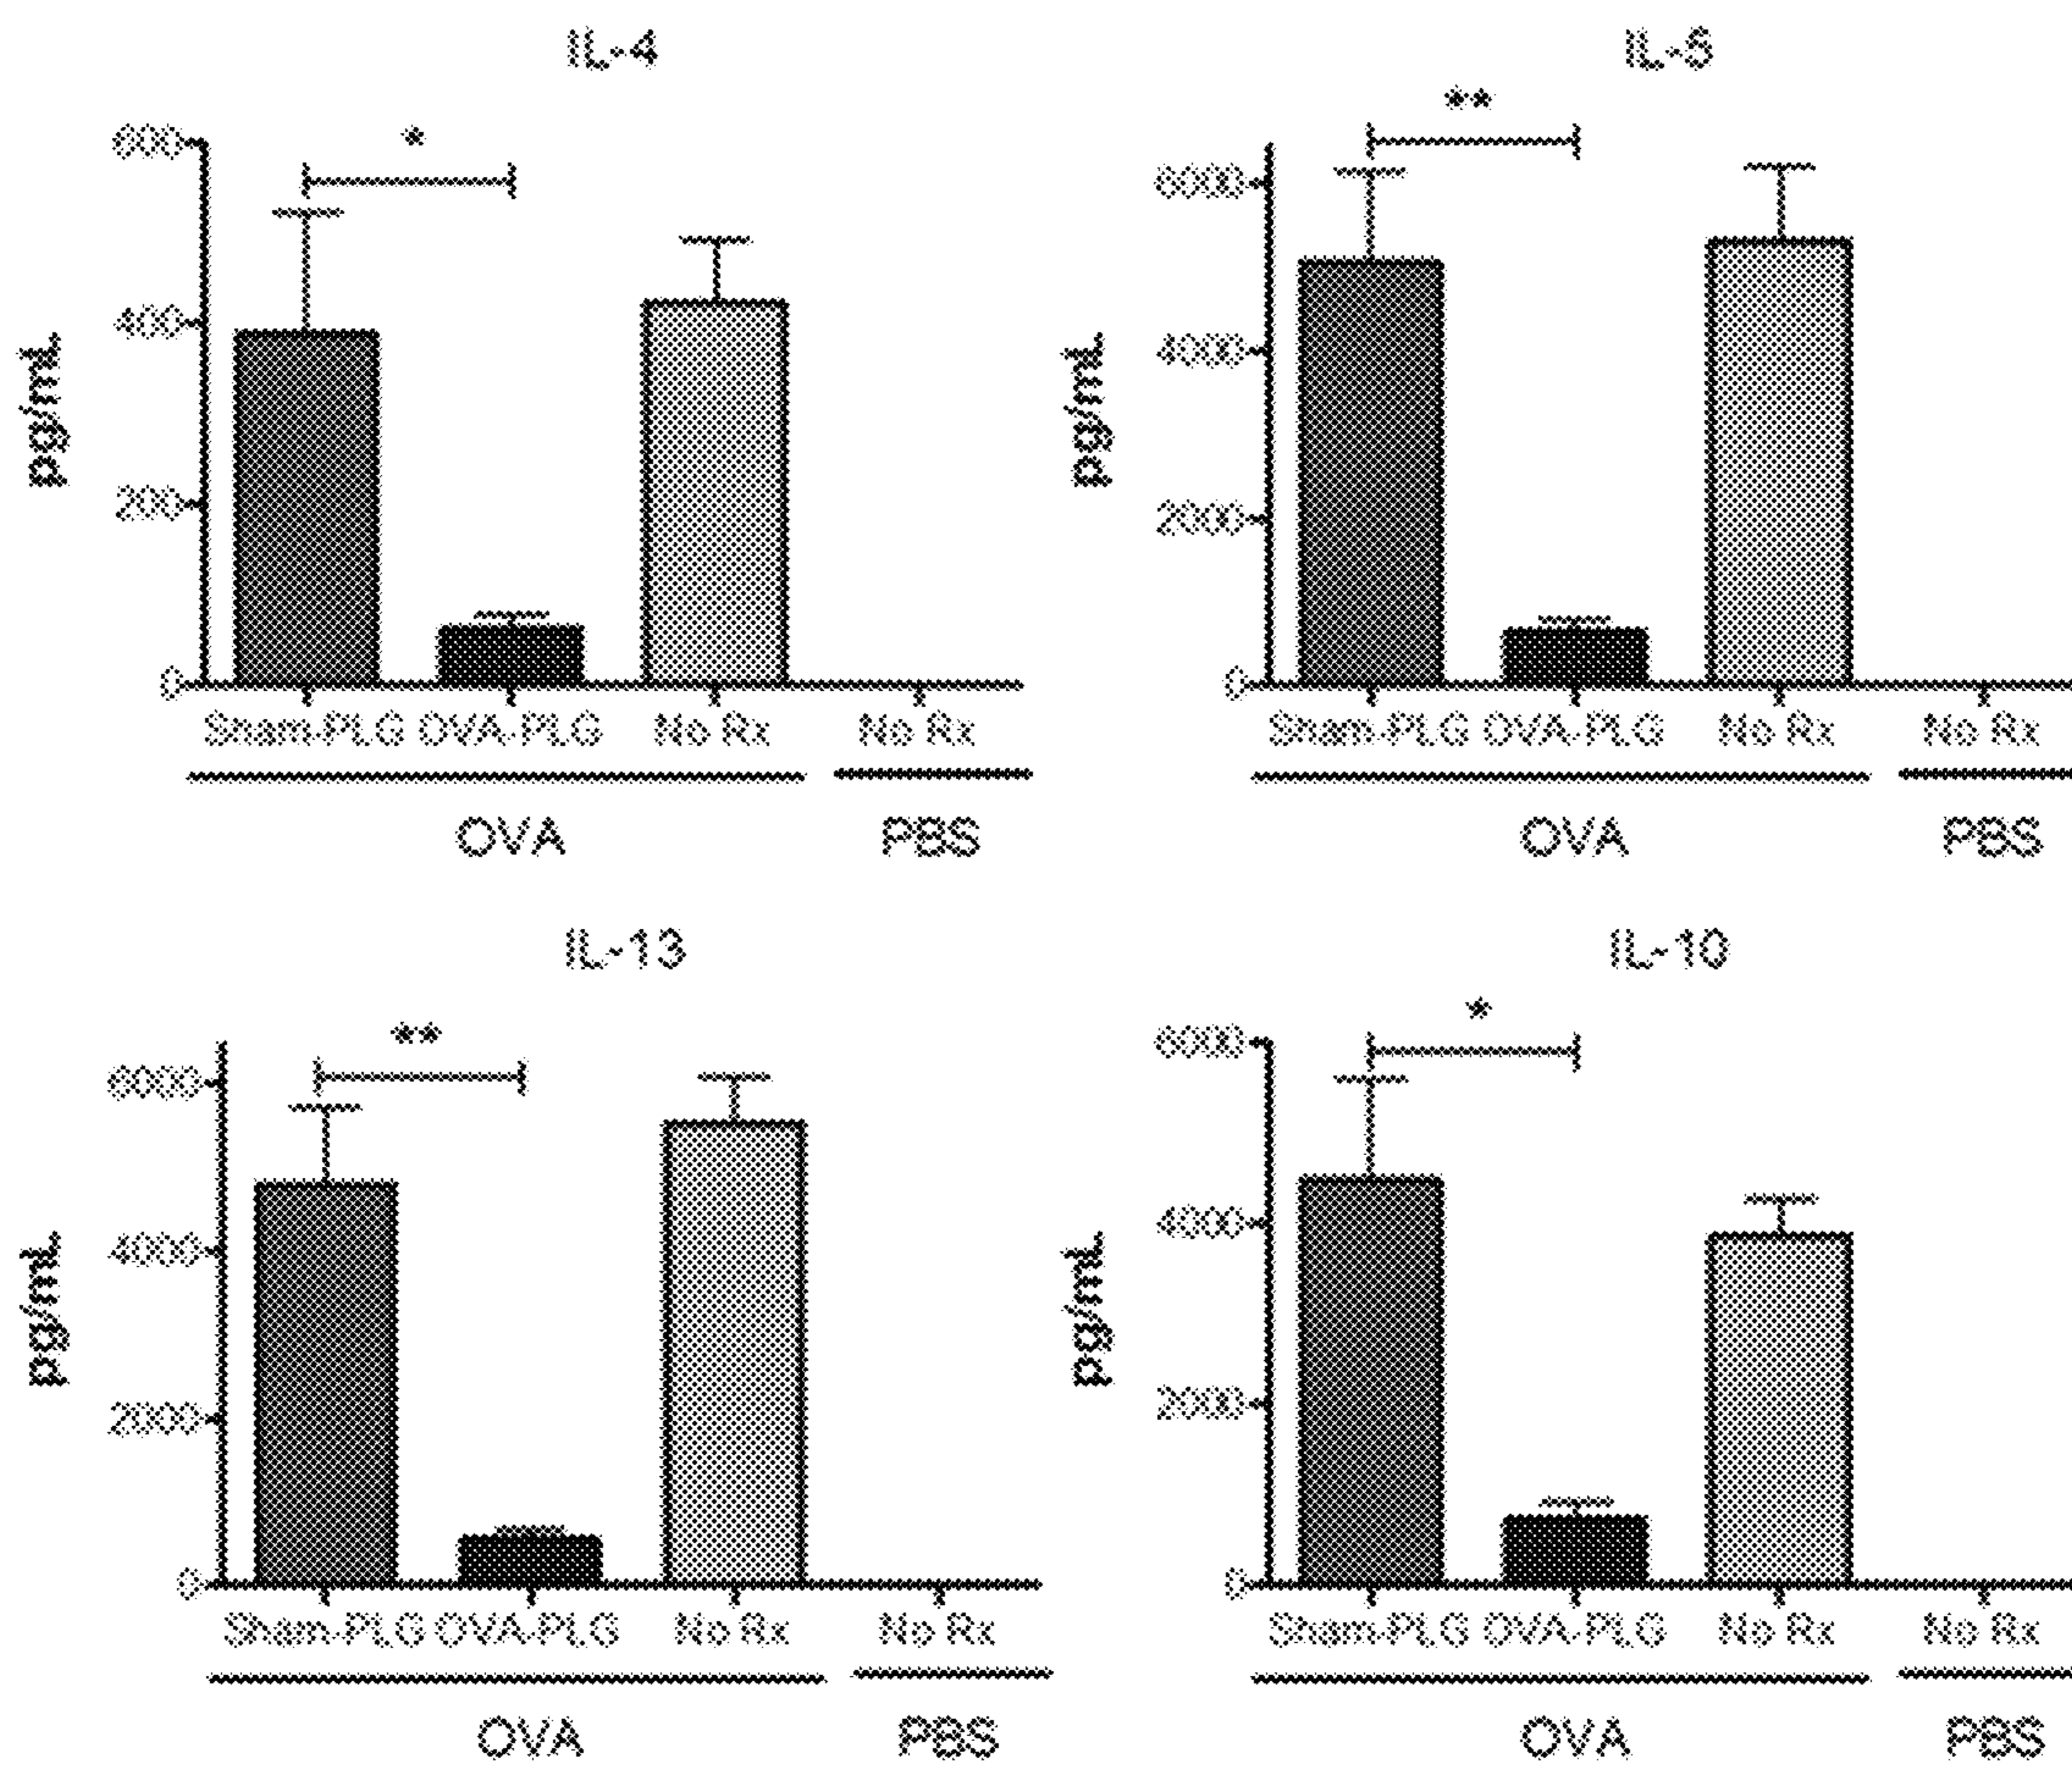 IL-4
*
600
400
200
0
pg/mL
Sham-PLG OVA-PLG No Rx No Rx
OVA PBS
IL-5
**
6000
4000
2000
0
pg/mL
Sham-PLG OVA-PLG No Rx No Rx
OVA PBS
IL-13
**
6000
4000
2000
0
pg/mL
Sham-PLG OVA-PLG No Rx No Rx
OVA PBS
IL-10
*
6000
4000
2000
0
pg/mL
Sham-PLG OVA-PLG No Rx No Rx
OVA PBS